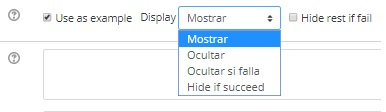 Use as example Display Mostrar Hide rest if fail
Mostrar
Ocultar
Ocultar si falla
Hide if succeed